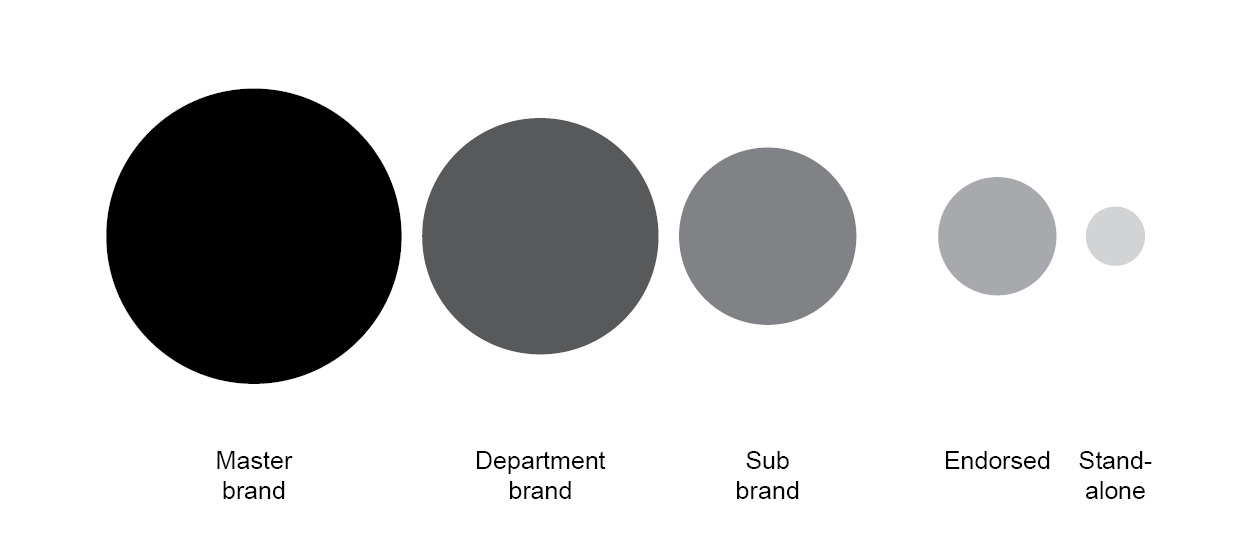 Master
brand
Department
brand
Sub
brand
Endorsed
Stand-
alone